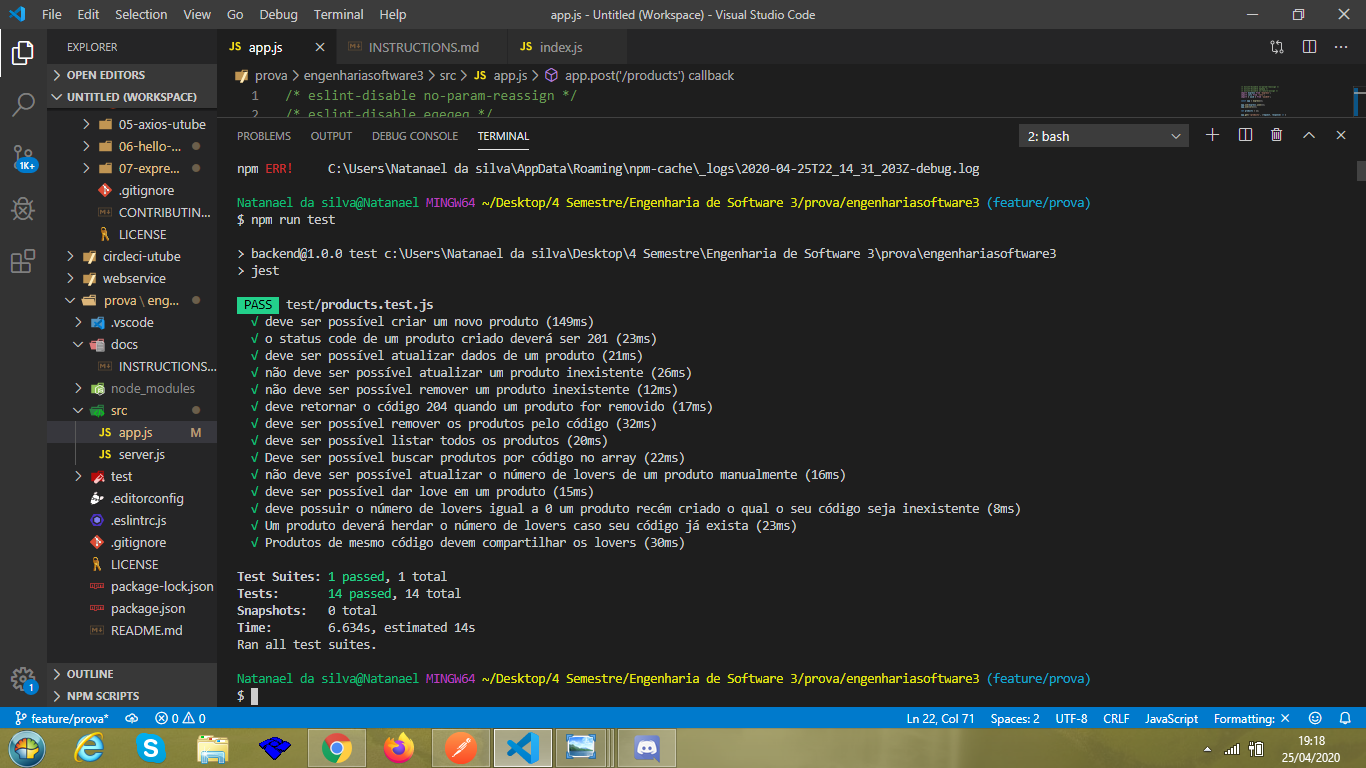 File Edit Selection View Go Debug Terminal Help
app.js - Untitled (Workspace) - Visual Studio Code
EXPLORER
OPEN EDITORS
UNTITLED (WORKSPACE)
05-axios-utube
06-hello-...
07-expre...
.gitignore
CONTRIBUTIN...
LICENSE
circleci-utube
webservice
prova \ eng...
.vscode
docs
INSTRUCTIONS...
node_modules
src
JS app.js M
JS server.js
test
.editorconfig
.eslintrc.js
.gitignore
LICENSE
package-lock.json
package.json
README.md
OUTLINE
NPM SCRIPTS
1K+
1
JS app.js
INSTRUCTIONS.md
JS index.js
prova > engenhariasoftware3 > src > JS app.js > app.post('/products') callback
1 /* eslint-disable no-param-reassign */
2 /* eslint-disable eqeqeq */
PROBLEMS OUTPUT DEBUG CONSOLE TERMINAL
2: bash
npm ERR! C:\Users\Natanael da silva\AppData\Roaming\npm-cache\_logs\2020-04-25T22_14_31_203Z-debug.log
Natanael da silva@Natanael MINGW64 ~/Desktop/4 Semestre/Engenharia de Software 3/prova/engenhariasoftware3 (feature/prova)
$ npm run test
> backend@1.0.0 test c:\Users\Natanael da silva\Desktop\4 Semestre\Engenharia de Software 3\prova\engenhariasoftware3
> jest
PASS test/products.test.js
√ deve ser possível criar um novo produto (149ms)
√ o status code de um produto criado deverá ser 201 (23ms)
√ deve ser possível atualizar dados de um produto (21ms)
√ não deve ser possível atualizar um produto inexistente (26ms)
√ não deve ser possível remover um produto inexistente (12ms)
√ deve retornar o código 204 quando um produto for removido (17ms)
√ deve ser possível remover os produtos pelo código (32ms)
√ deve ser possível listar todos os produtos (20ms)
√ Deve ser possível buscar produtos por código no array (22ms)
√ não deve ser possível atualizar o número de lovers de um produto manualmente (16ms)
√ deve ser possível dar love em um produto (15ms)
√ deve possuir o número de lovers igual a 0 um produto recém criado o qual o seu código seja inexistente (8ms)
√ Um produto deverá herdar o número de lovers caso seu código já exista (23ms)
√ Produtos de mesmo código devem compartilhar os lovers (30ms)
Test Suites: 1 passed, 1 total
Tests: 14 passed, 14 total
Snapshots: 0 total
Time: 6.634s, estimated 14s
Ran all test suites.
Natanael da silva@Natanael MINGW64 ~/Desktop/4 Semestre/Engenharia de Software 3/prova/engenhariasoftware3 (feature/prova)
$
feature/prova* 0 0
Ln 22, Col 71 Spaces: 2 UTF-8 CRLF JavaScript Formatting: ×
19:18
25/04/2020